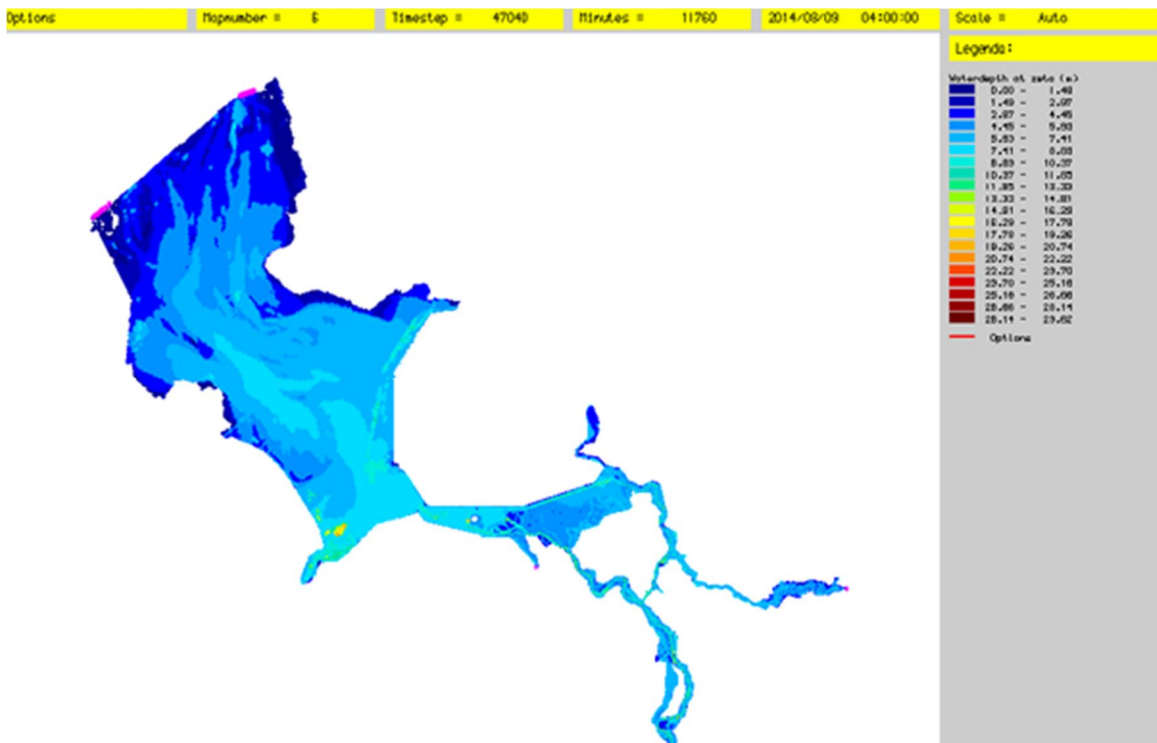 Options Mapnumber = 6 Timestep = 47040 Minutes = 11760 2014/08/09 04:00:00 Scale = Auto
Legenda:
Waterdepth at zeta (m)
0.00 - 1.48
1.48 - 2.97
2.97 - 4.45
4.45 - 5.93
5.93 - 7.41
7.41 - 8.89
8.89 - 10.37
10.37 - 11.85
11.85 - 13.33
13.33 - 14.81
14.81 - 16.29
16.29 - 17.78
17.78 - 19.26
19.26 - 20.74
20.74 - 22.22
22.22 - 23.70
23.70 - 25.18
25.18 - 26.66
26.66 - 28.14
28.14 - 29.62
Options